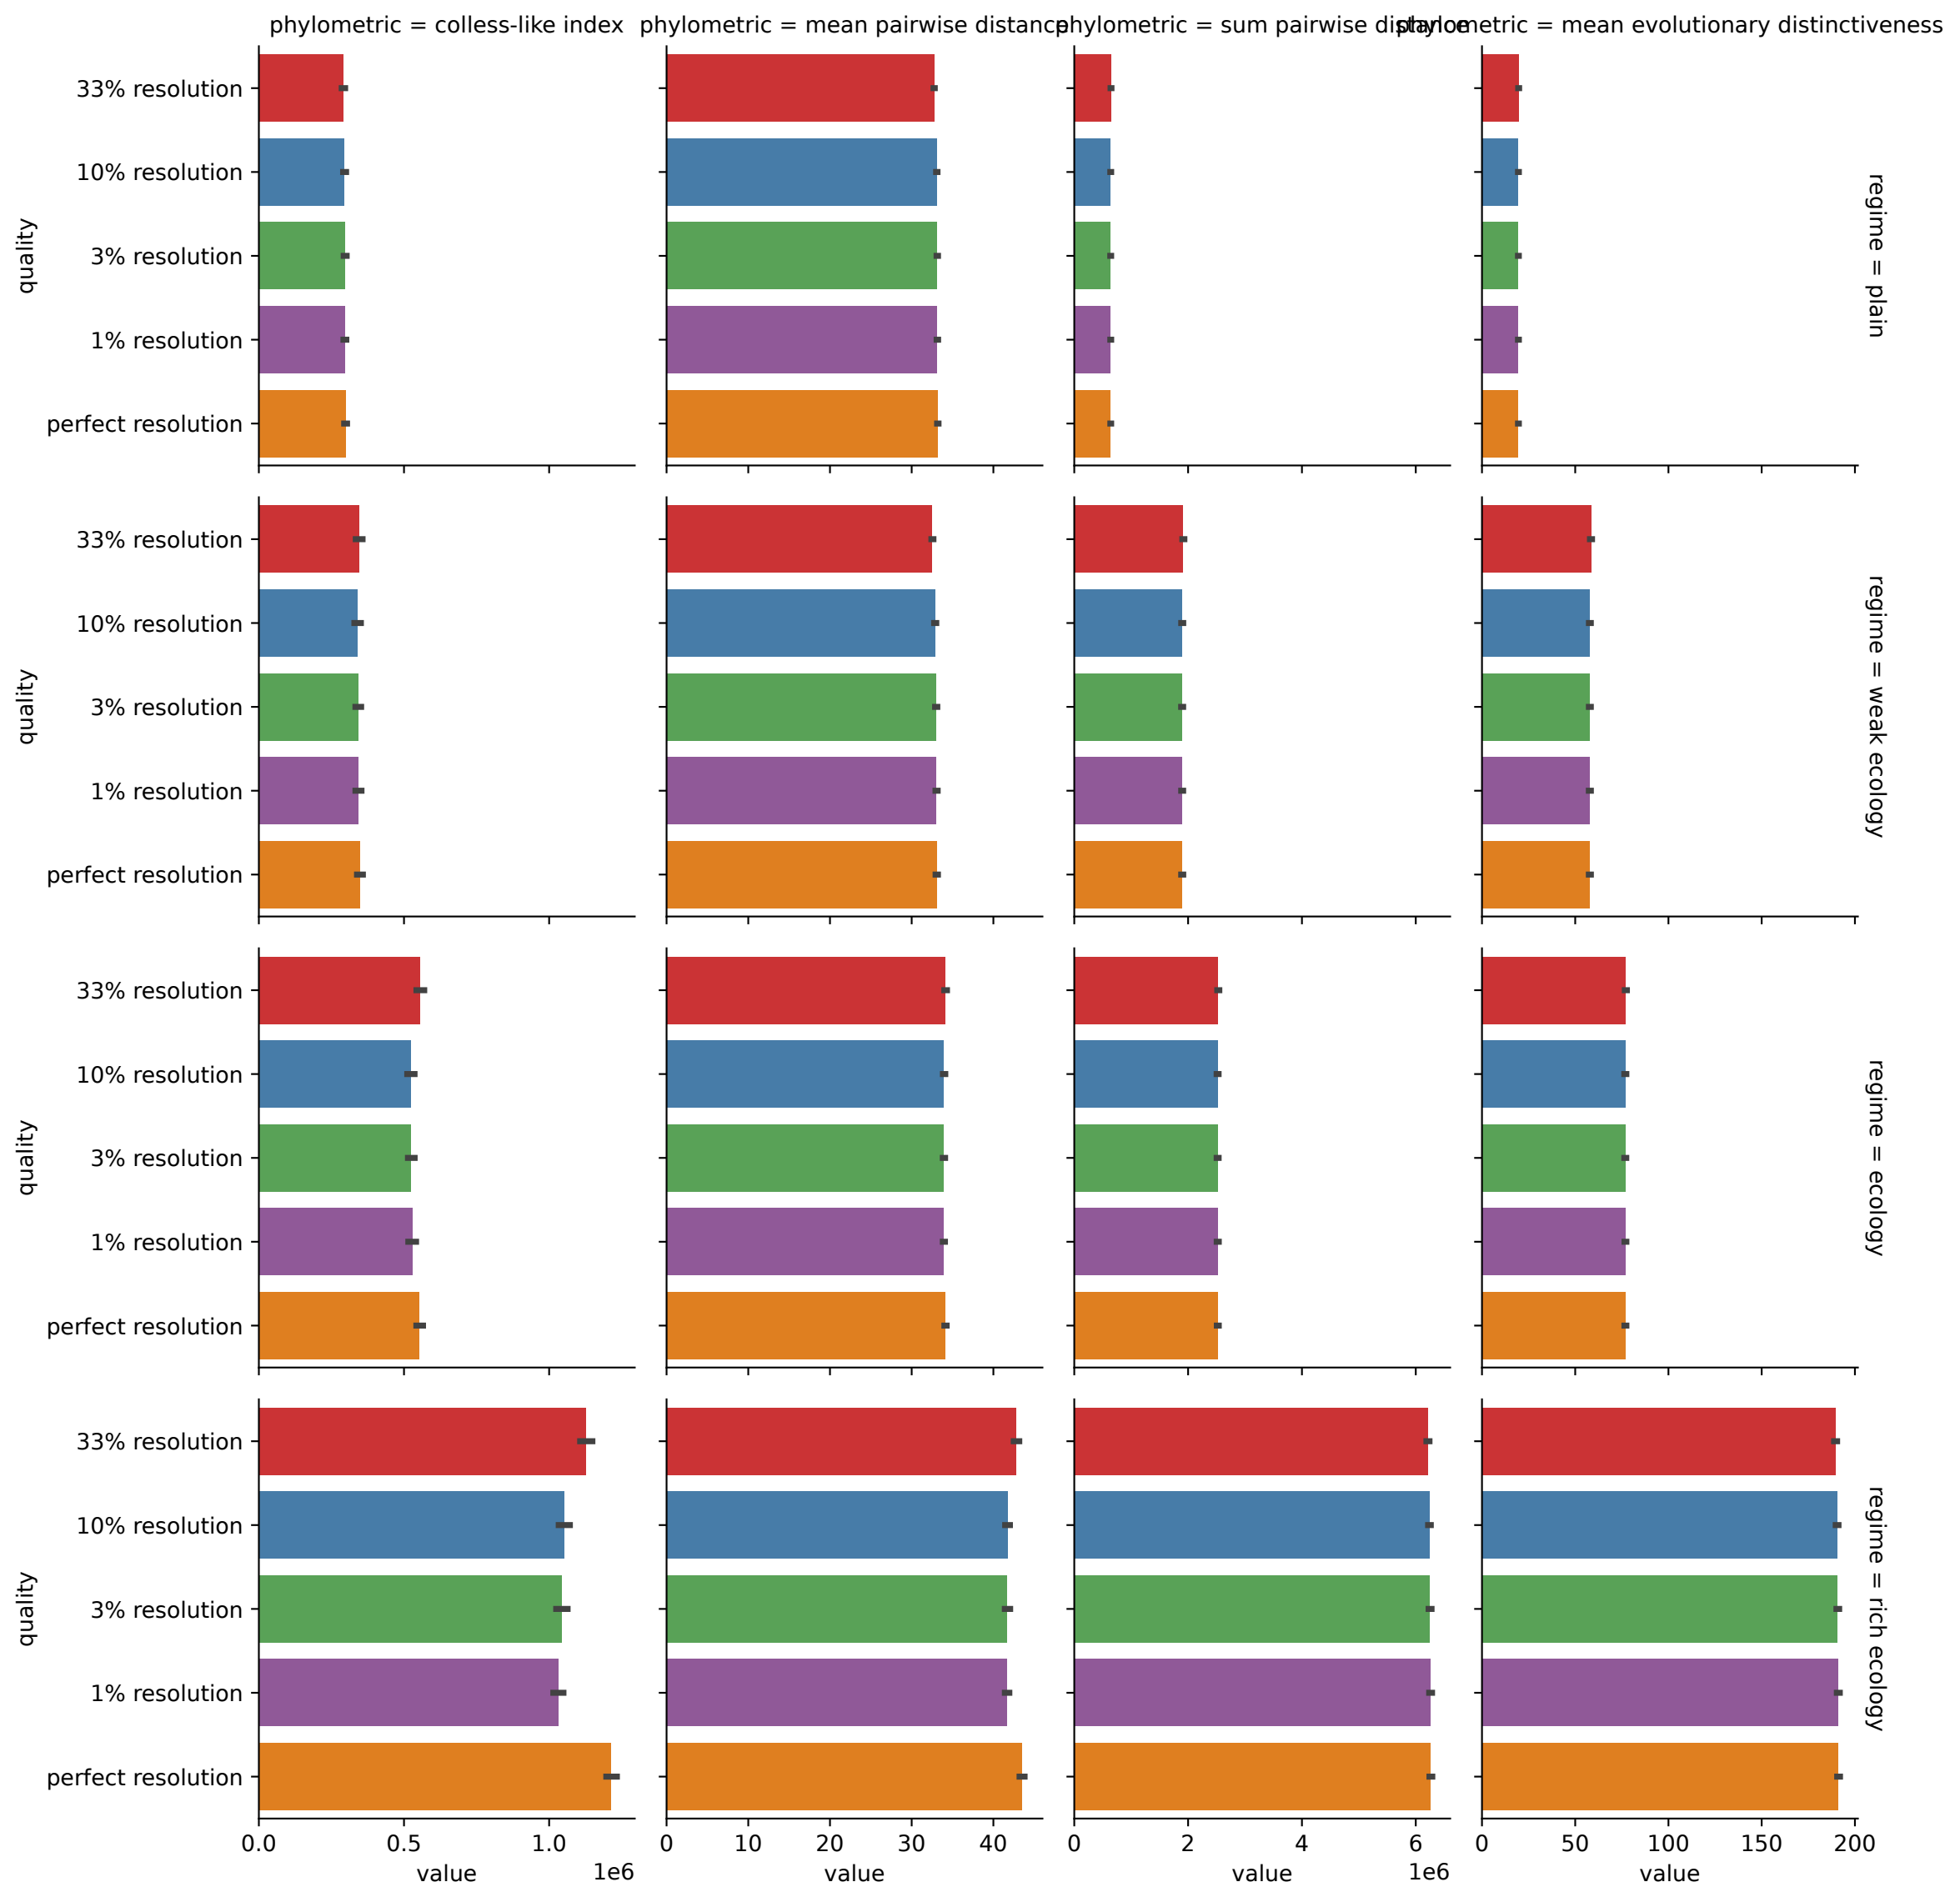 phylometric = colless-like index
phylometric = mean pairwise distance
phylometric = sum pairwise distance
phylometric = mean evolutionary distinctiveness
quality
33% resolution
10% resolution
3% resolution
1% resolution
perfect resolution
regime = plain
quality
33% resolution
10% resolution
3% resolution
1% resolution
perfect resolution
regime = weak ecology
quality
33% resolution
10% resolution
3% resolution
1% resolution
perfect resolution
regime = ecology
quality
33% resolution
10% resolution
3% resolution
1% resolution
perfect resolution
regime = rich ecology
0.0 0.5 1.0
1e6
value
0 10 20 30 40
value
0 2 4 6
1e6
value
0 50 100 150 200
value